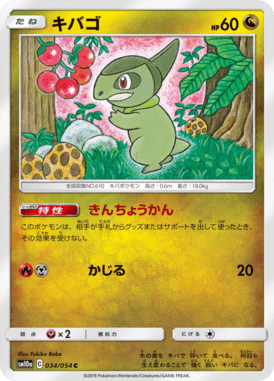 たね キバゴ HP60
全国図鑑NO.610 キバポケモン 高さ:0.6m 重さ:18.0kg
特性 きんちょうかん
このポケモンは、相手が手札からグッズまたはサポートを出して使ったとき、
その効果を受けない。
かじる 20
弱点 ×2 抵抗力 にげる
Illus. Yukiko Baba
sm10a C 034/054 C
木の実を キバで 砕いて 食べる。 何回も
生え変わることで 強く 鋭い キバになる。
©2019 Pokémon/Nintendo/Creatures/GAME FREAK.